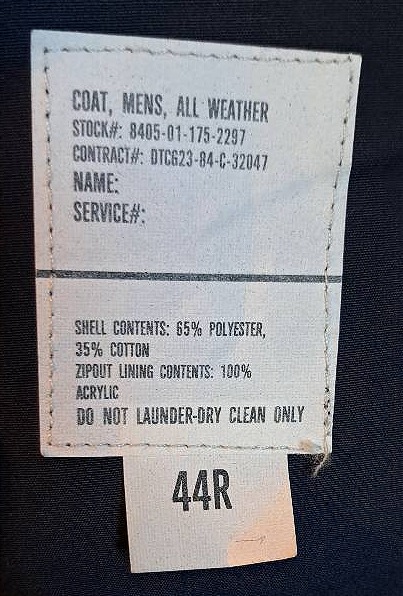 COAT, MENS, ALL WEATHER
STOCK#: 8405-01-175-2297
CONTRACT#: DTCG23-84-C-32047
NAME:
SERVICE#:
SHELL CONTENTS: 65% POLYESTER,
35% COTTON
ZIPOUT LINING CONTENTS: 100%
ACRYLIC
DO NOT LAUNDER-DRY CLEAN ONLY
44R